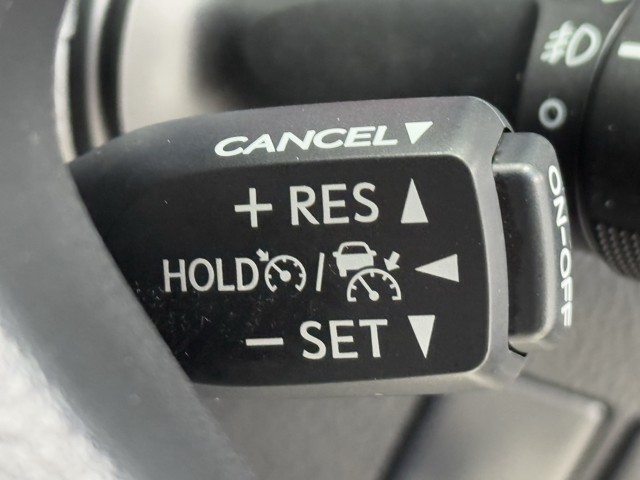 CANCEL▼
+ RES ▲
HOLD / ◀
− SET ▼
ON–OFF